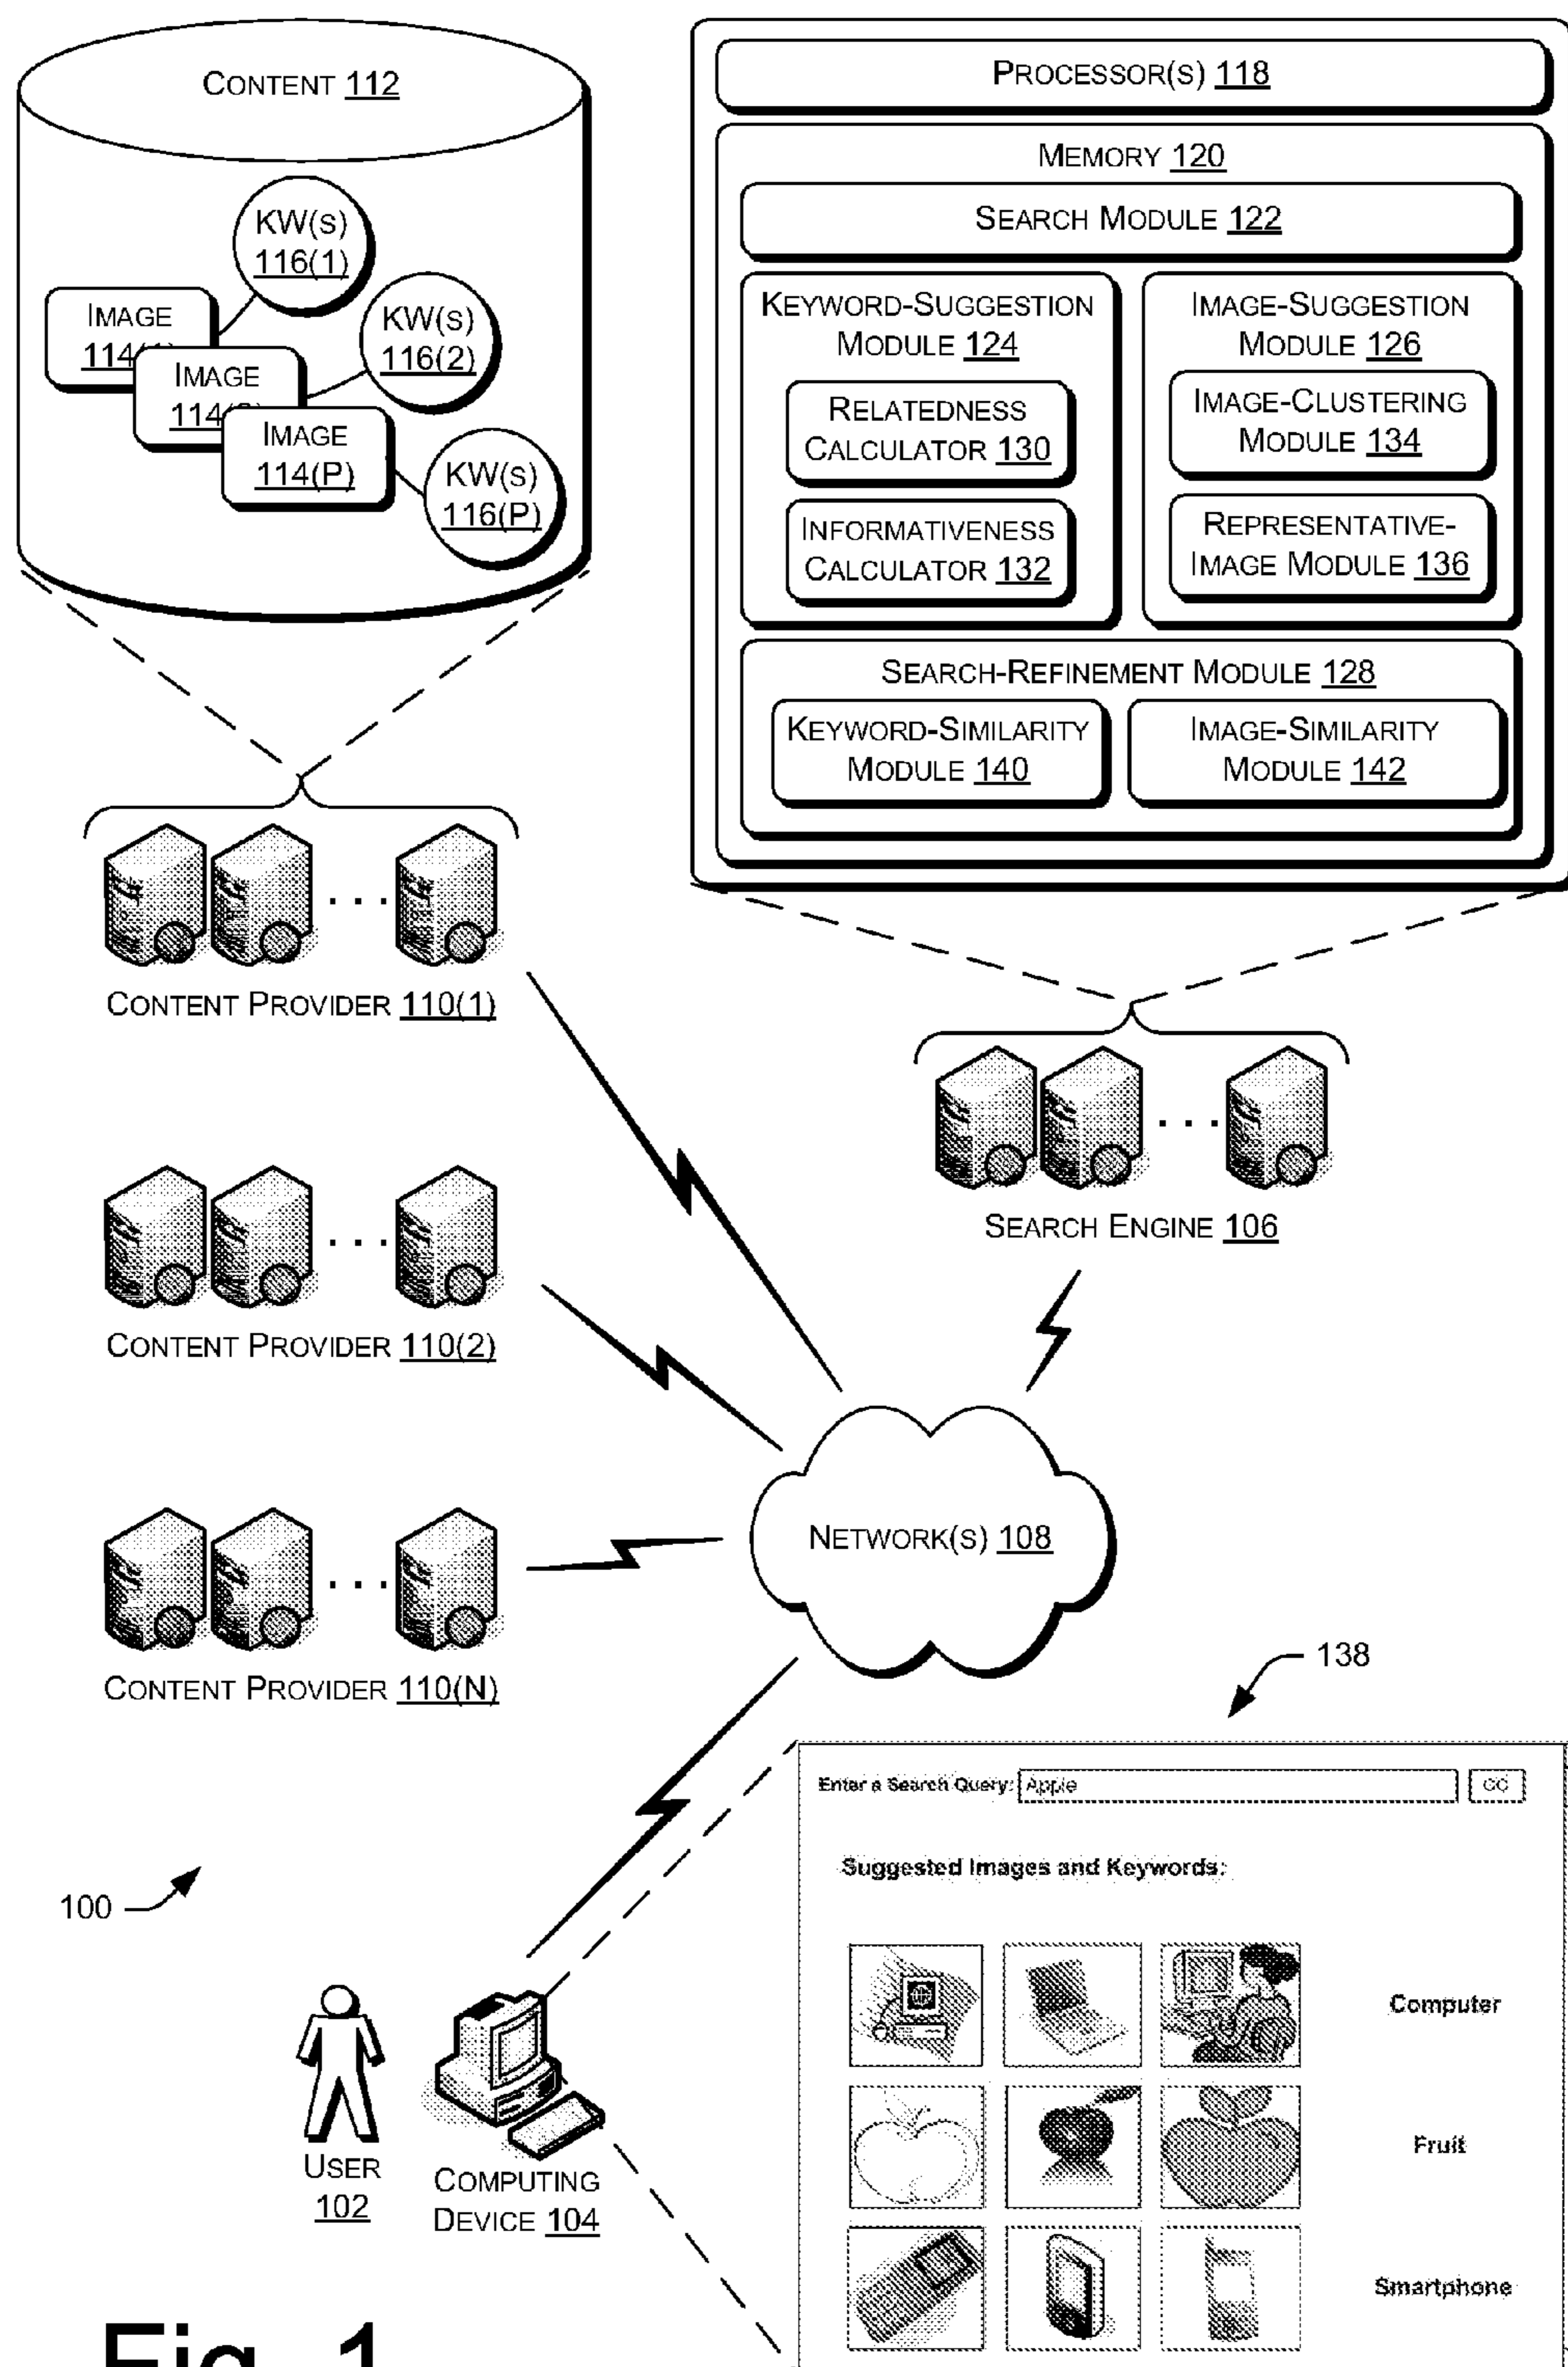 CONTENT 112
KW(S)
116(1)
KW(S)
116(2)
KW(S)
116(P)
IMAGE
114
IMAGE
114
IMAGE
114(P)
PROCESSOR(S) 118
MEMORY 120
SEARCH MODULE 122
KEYWORD-SUGGESTION
MODULE 124
RELATEDNESS
CALCULATOR 130
INFORMATIVENESS
CALCULATOR 132
IMAGE-SUGGESTION
MODULE 126
IMAGE-CLUSTERING
MODULE 134
REPRESENTATIVE-
IMAGE MODULE 136
SEARCH-REFINEMENT MODULE 128
KEYWORD-SIMILARITY
MODULE 140
IMAGE-SIMILARITY
MODULE 142
CONTENT PROVIDER 110(1)
SEARCH ENGINE 106
CONTENT PROVIDER 110(2)
NETWORK(S) 108
CONTENT PROVIDER 110(N)
138
Enter a Search Query: Apple
Suggested Images and Keywords:
Computer
Fruit
Smartphone
100
USER
102
COMPUTING
DEVICE 104
Fig. 1